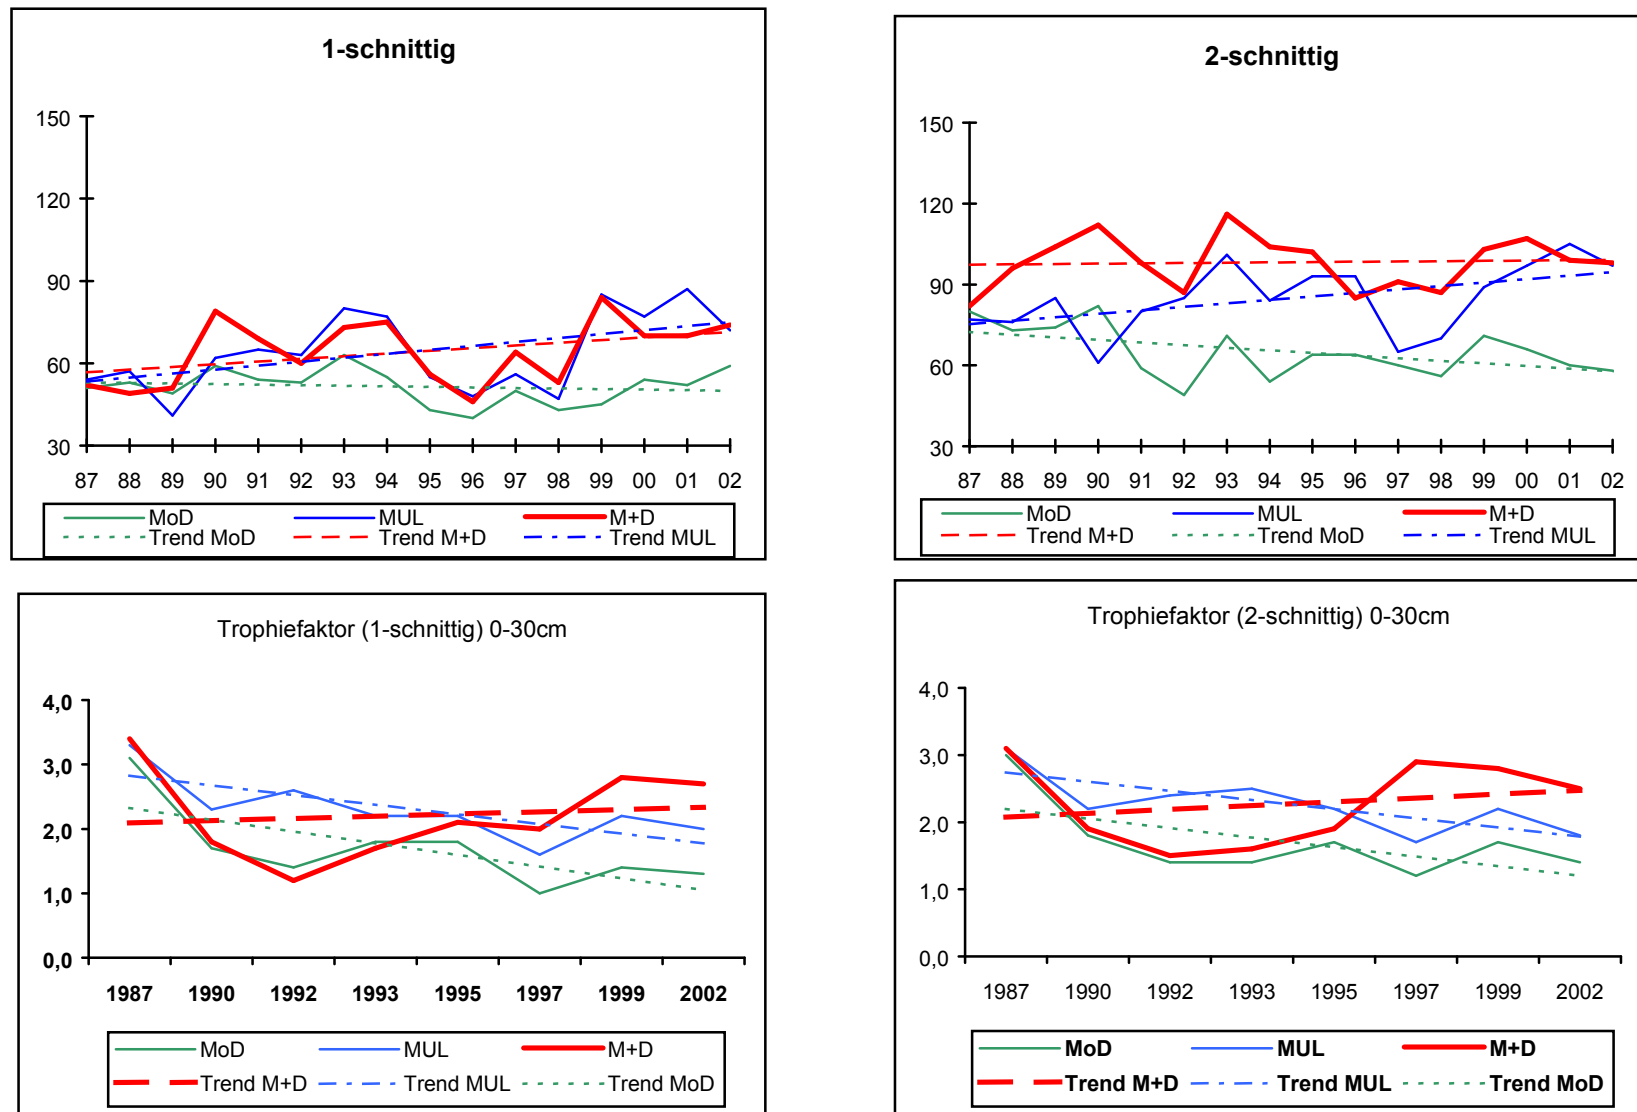 1-schnittig
150
120
90
60
30
87 88 89 90 91 92 93 94 95 96 97 98 99 00 01 02
MoD MUL M+D
Trend MoD Trend M+D Trend MUL
2-schnittig
150
120
90
60
30
87 88 89 90 91 92 93 94 95 96 97 98 99 00 01 02
MoD MUL M+D
Trend M+D Trend MoD Trend MUL
Trophiefaktor (1-schnittig) 0-30cm
4,0
3,0
2,0
1,0
0,0
1987 1990 1992 1993 1995 1997 1999 2002
MoD MUL M+D
Trend M+D Trend MUL Trend MoD
Trophiefaktor (2-schnittig) 0-30cm
4,0
3,0
2,0
1,0
0,0
1987 1990 1992 1993 1995 1997 1999 2002
MoD MUL M+D
Trend M+D Trend MUL Trend MoD